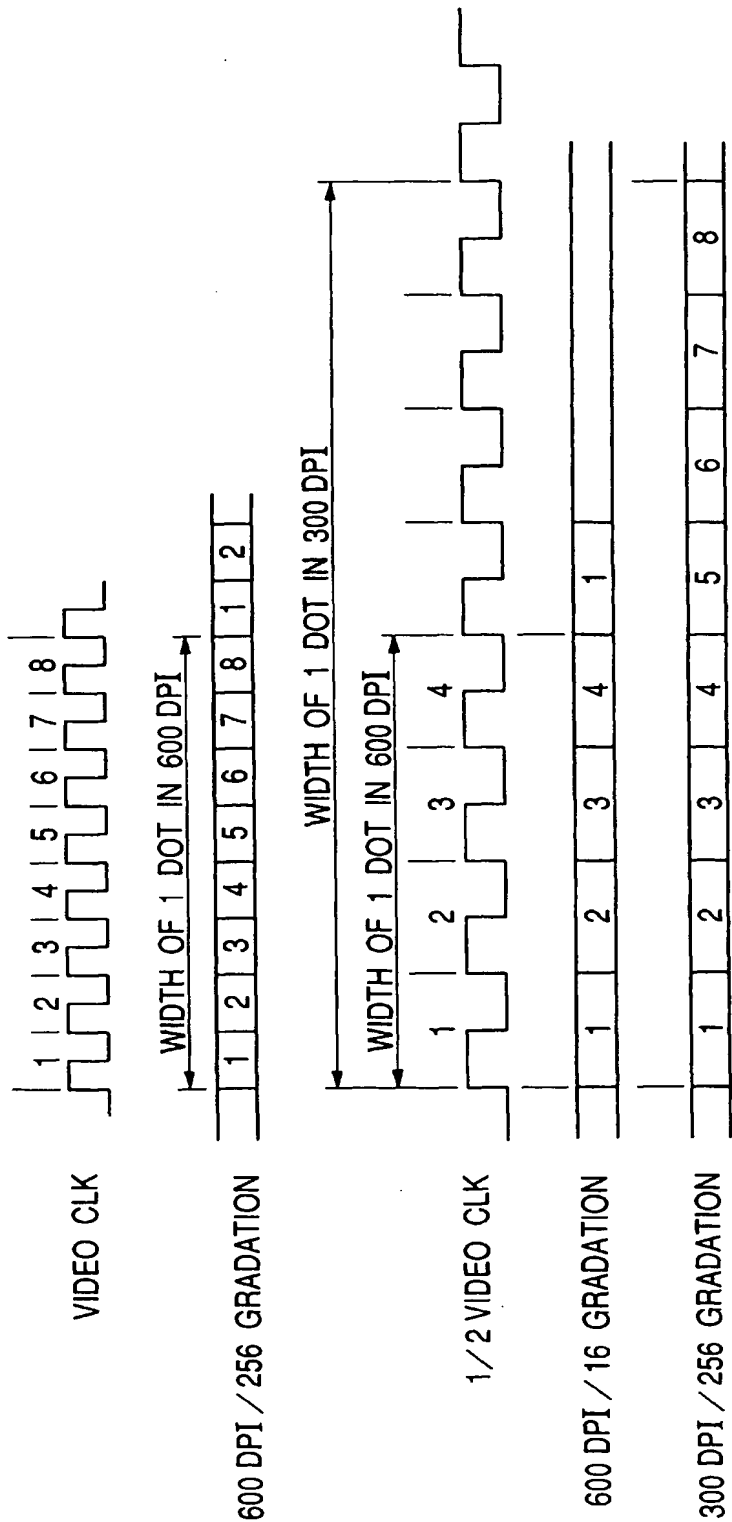 VIDEO CLK
1 2 3 4 5 6 7 8
WIDTH OF 1 DOT IN 600 DPI
600 DPI / 256 GRADATION
1 2 3 4 5 6 7 8 1 2
WIDTH OF 1 DOT IN 300 DPI
WIDTH OF 1 DOT IN 600 DPI
1/2 VIDEO CLK
1 2 3 4
600 DPI / 16 GRADATION
1 2 3 4 1
300 DPI / 256 GRADATION
1 2 3 4 5 6 7 8